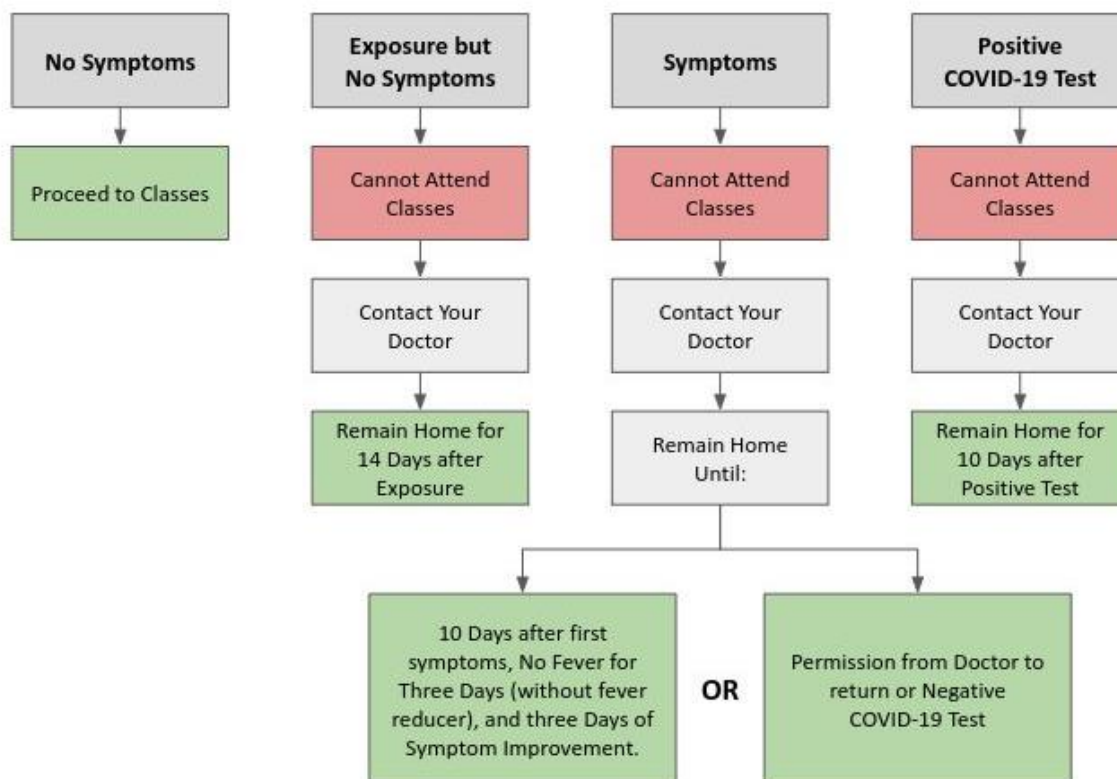 No Symptoms
Exposure but
No Symptoms
Symptoms
Positive
COVID-19 Test
Proceed to Classes
Cannot Attend
Classes
Cannot Attend
Classes
Cannot Attend
Classes
Contact Your
Doctor
Contact Your
Doctor
Contact Your
Doctor
Remain Home for
14 Days after
Exposure
Remain Home
Until:
Remain Home for
10 Days after
Positive Test
10 Days after first
symptoms, No Fever for
Three Days (without fever
reducer), and three Days of
Symptom Improvement.
OR
Permission from Doctor to
return or Negative
COVID-19 Test